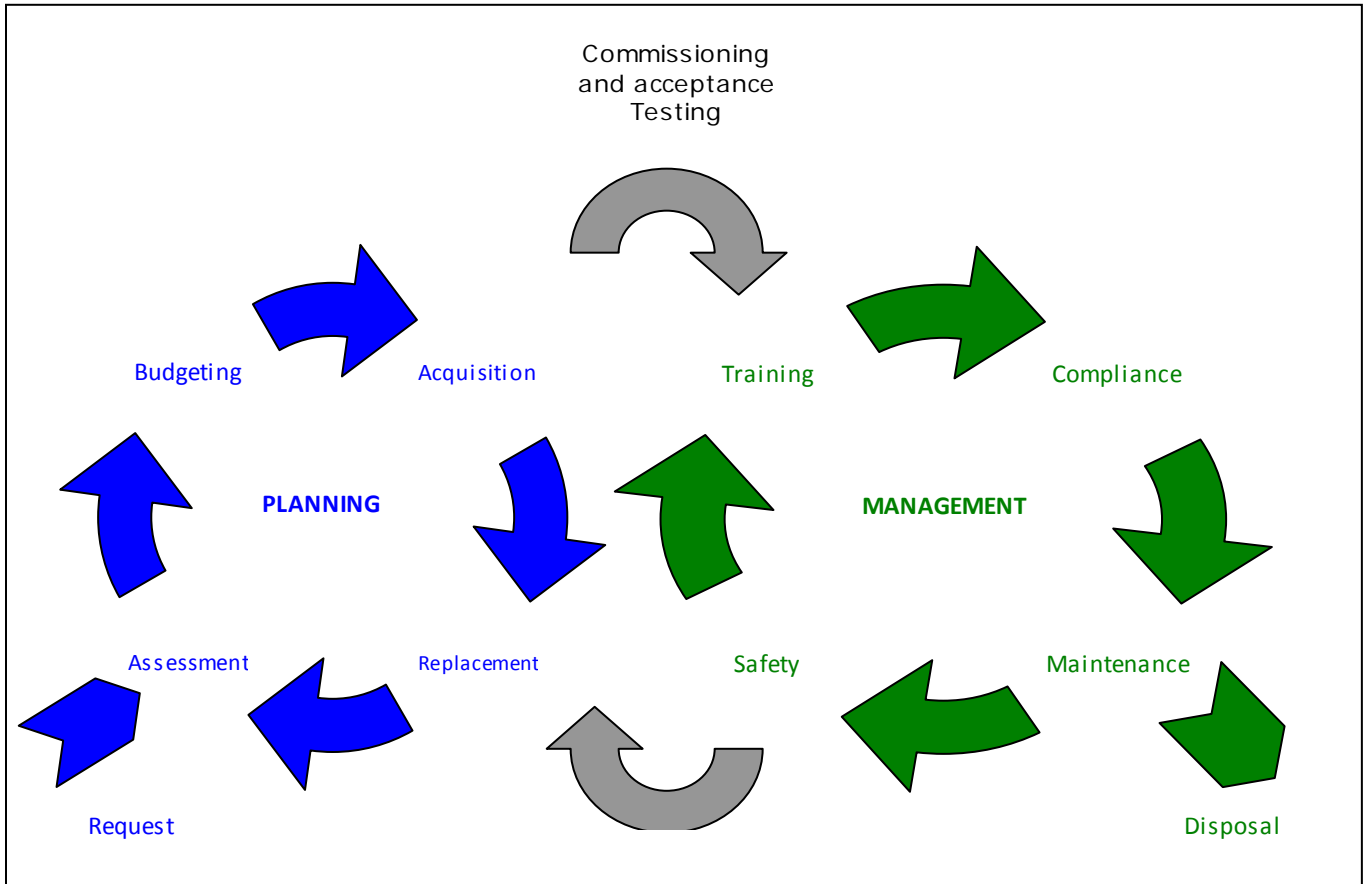 Commissioning
and acceptance
Testing
Budgeting
Acquisition
Training
Compliance
PLANNING
MANAGEMENT
Assessment
Replacement
Safety
Maintenance
Request
Disposal